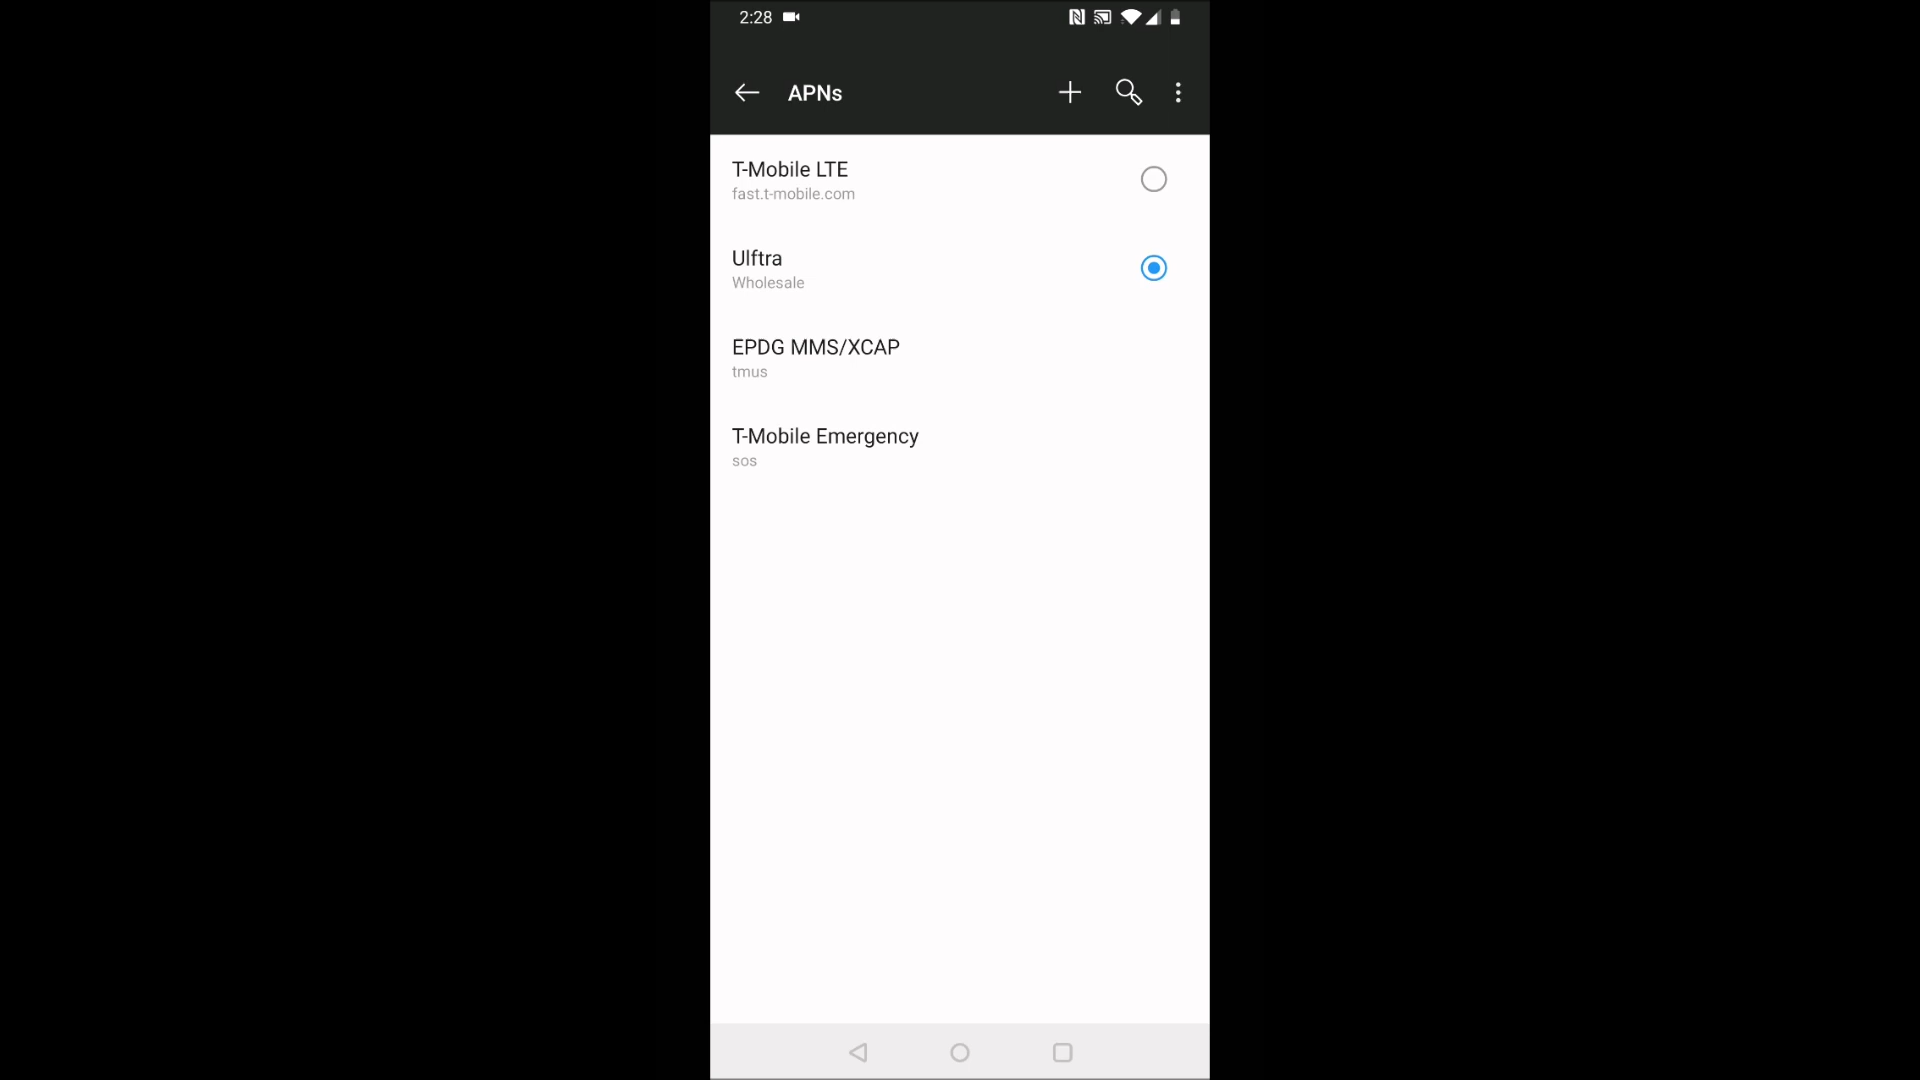 2:28
APNs
T-Mobile LTE
fast.t-mobile.com
Ulftra
Wholesale
EPDG MMS/XCAP
tmus
T-Mobile Emergency
sos